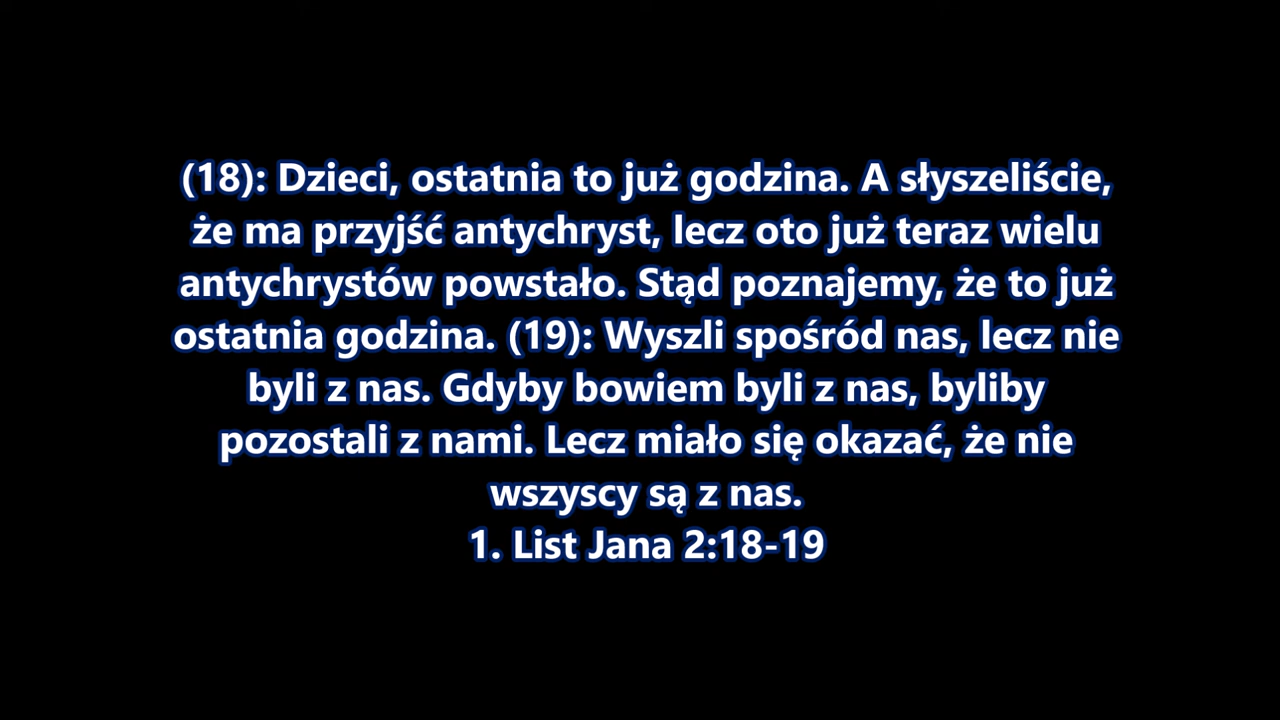 (18): Dzieci, ostatnia to już godzina. A słyszeliście,
że ma przyjść antychryst, lecz oto już teraz wielu
antychrystów powstało. Stąd poznajemy, że to już
ostatnia godzina. (19): Wyszli spośród nas, lecz nie
byli z nas. Gdyby bowiem byli z nas, byliby
pozostali z nami. Lecz miało się okazać, że nie
wszyscy są z nas.
1. List Jana 2:18-19